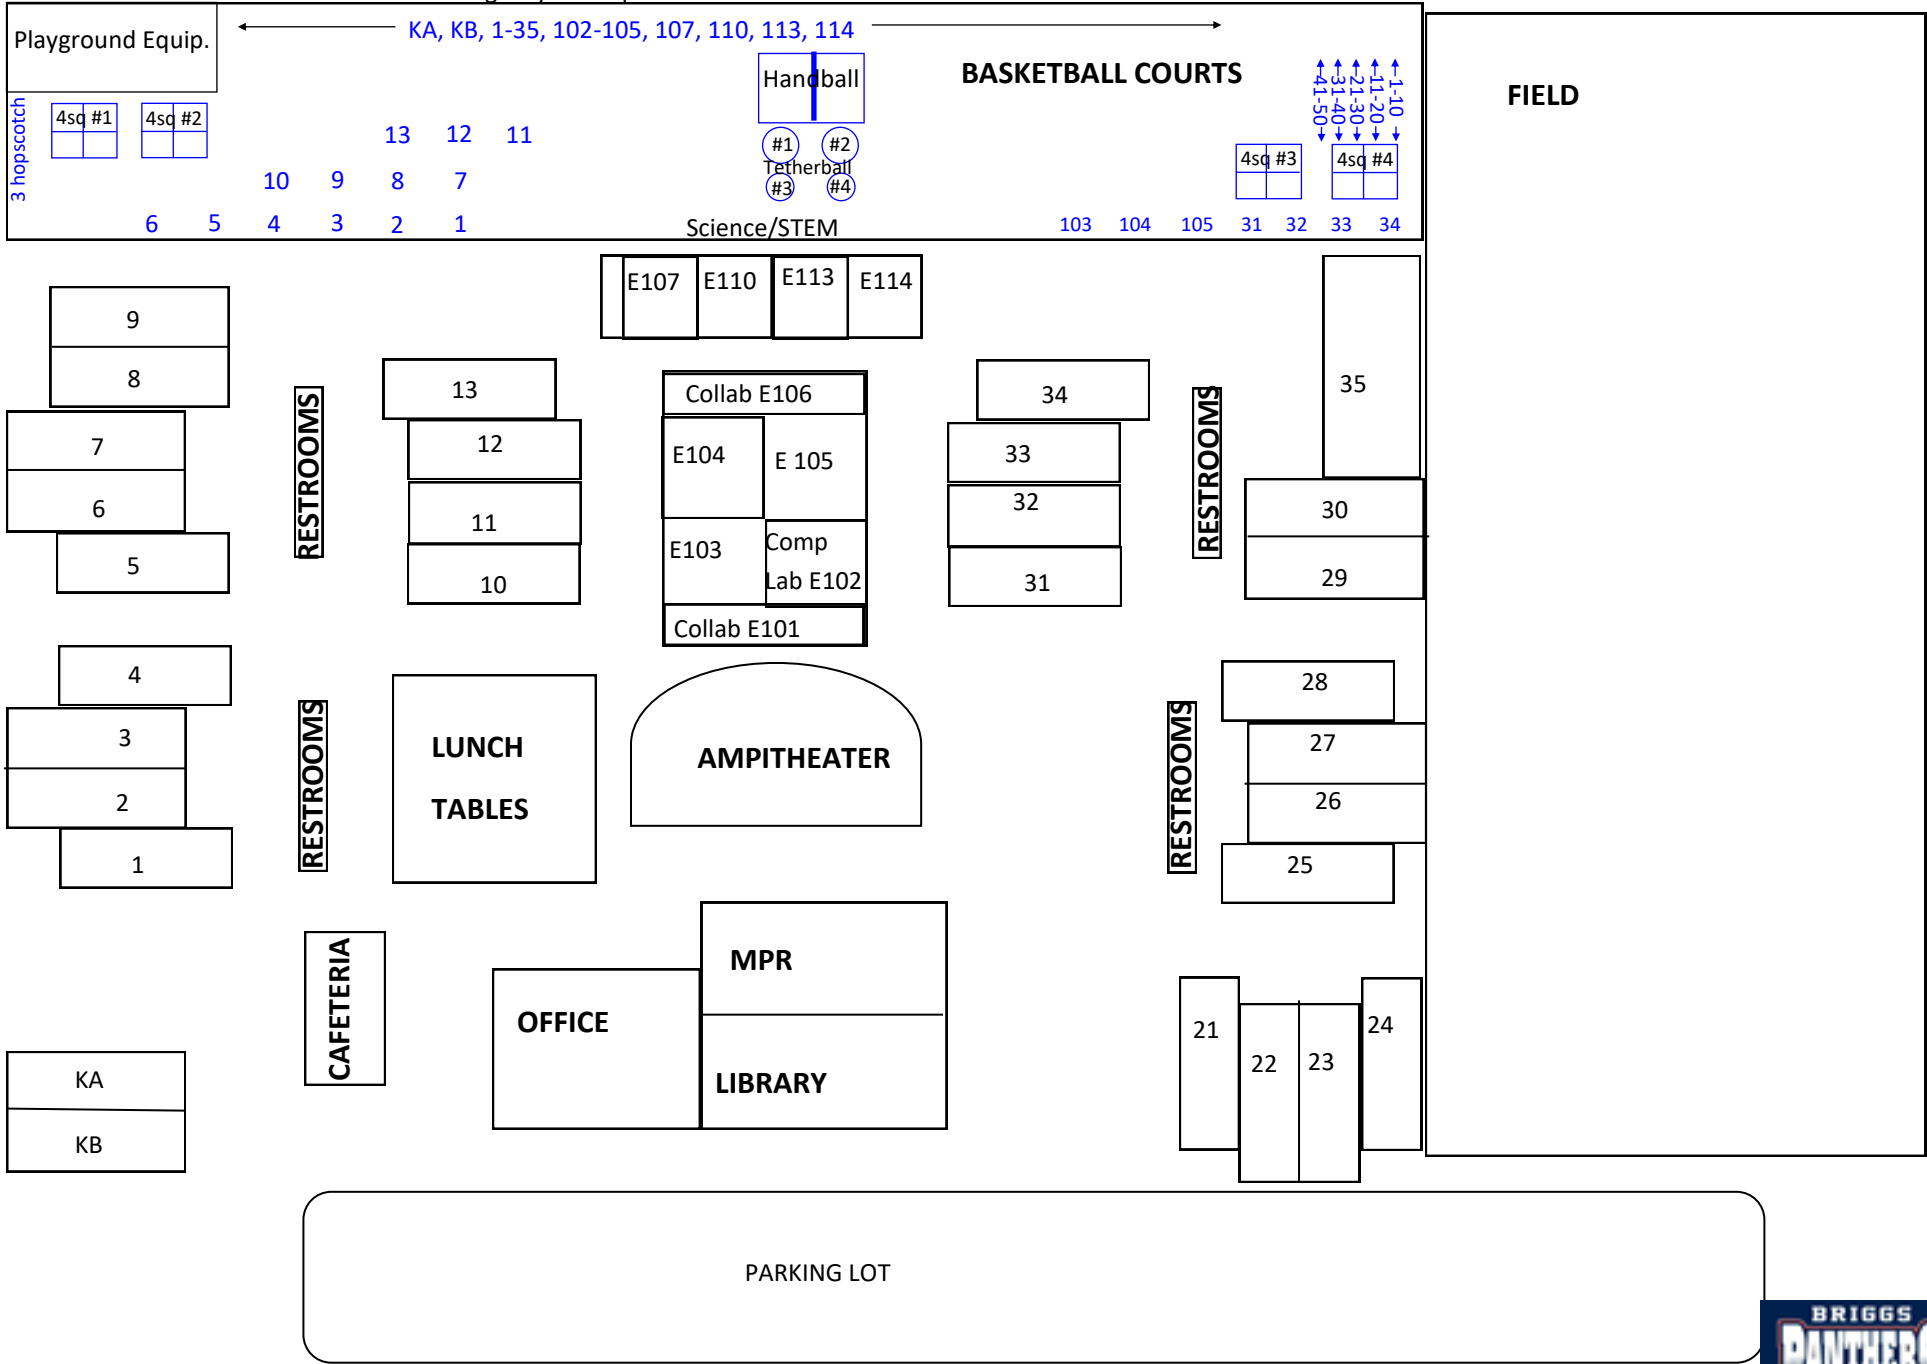 KA, KB, 1-35, 102-105, 107, 110, 113, 114
Playground Equip.
Handball
BASKETBALL COURTS
1-10
11-20
21-30
31-40
41-50
FIELD
3 hopscotch
4sq #1
4sq #2
13 12 11
#1 #2
Tetherball
#3 #4
4sq #3
4sq #4
10 9 8 7
6 5 4 3 2 1
Science/STEM
103 104 105 31 32 33 34
E107 E110 E113 E114
9
8
7
6
5
RESTROOMS
13
12
11
10
Collab E106
E104
E 105
E103
Comp
Lab E102
Collab E101
34
33
32
31
RESTROOMS
35
30
29
4
3
2
1
RESTROOMS
LUNCH
TABLES
AMPITHEATER
RESTROOMS
28
27
26
25
CAFETERIA
OFFICE
MPR
LIBRARY
21
22
23
24
KA
KB
PARKING LOT
BRIGGS